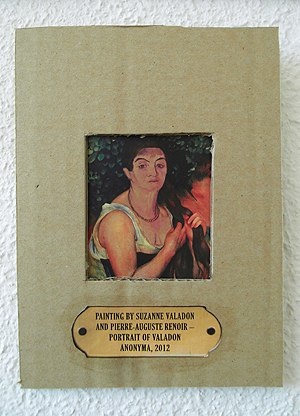 PAINTING BY SUZANNE VALADON
AND PIERRE-AUGUSTE RENOIR –
PORTRAIT OF VALADON
ANONYMA, 2012